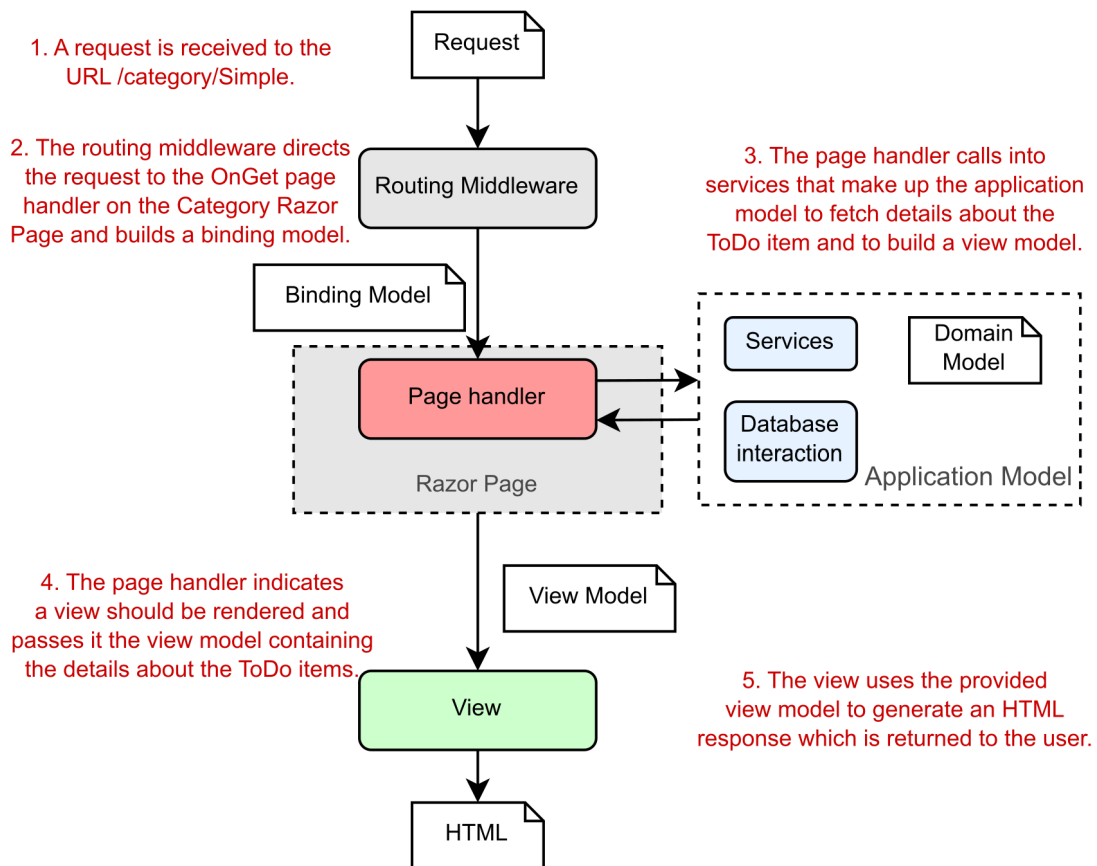 Request
1. A request is received to the
URL /category/Simple.
2. The routing middleware directs
the request to the OnGet page
handler on the Category Razor
Page and builds a binding model.
Routing Middleware
3. The page handler calls into
services that make up the application
model to fetch details about the
ToDo item and to build a view model.
Binding Model
Services
Domain
Model
Page handler
Database
interaction
Application Model
Razor Page
4. The page handler indicates
a view should be rendered and
passes it the view model containing
the details about the ToDo items.
View Model
View
5. The view uses the provided
view model to generate an HTML
response which is returned to the user.
HTML